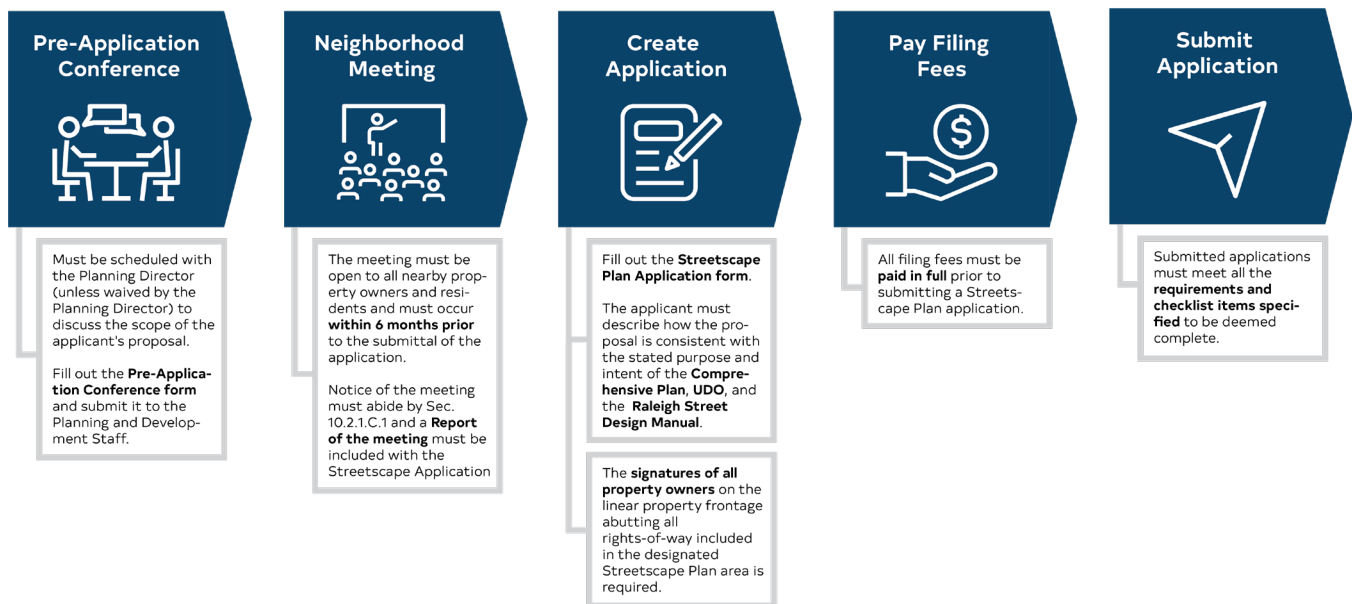 Pre-Application
Conference
Must be scheduled with
the Planning Director
(unless waived by the
Planning Director) to
discuss the scope of the
applicant's proposal.
Fill out the Pre-Applica-
tion Conference form
and submit it to the
Planning and Develop-
ment Staff.
Neighborhood
Meeting
The meeting must be
open to all nearby prop-
erty owners and resi-
dents and must occur
within 6 months prior
to the submittal of the
application.
Notice of the meeting
must abide by Sec.
10.2.1.C.1 and a Report
of the meeting must be
included with the
Streetscape Application
Create
Application
Fill out the Streetscape
Plan Application form.
The applicant must
describe how the pro-
posal is consistent with
the stated purpose and
intent of the Compre-
hensive Plan, UDO, and
the Raleigh Street
Design Manual.
The signatures of all
property owners on the
linear property frontage
abutting all
rights-of-way included
in the designated
Streetscape Plan area is
required.
Pay Filing
Fees
$
All filing fees must be
paid in full prior to
submitting a Streets-
cape Plan application.
Submit
Application
Submitted applications
must meet all the
requirements and
checklist items speci-
fied to be deemed
complete.